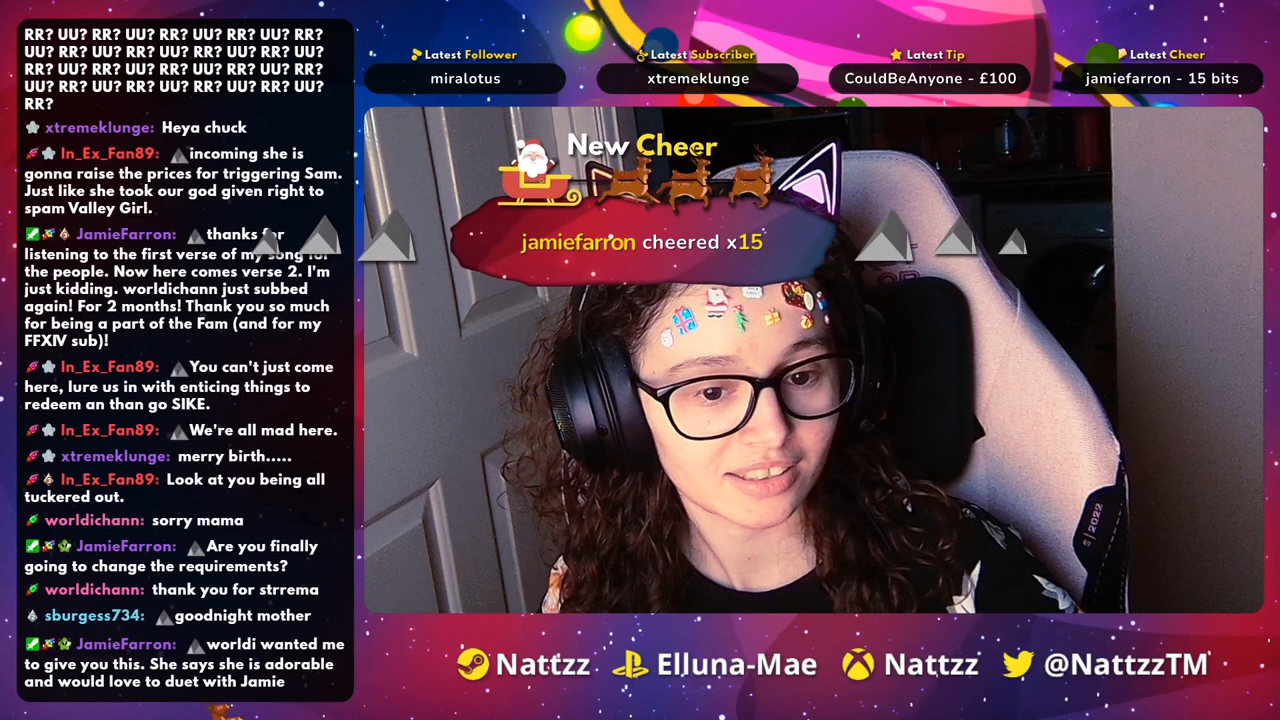 RR? UU? RR? UU? RR? UU? RR? UU? RR?
UU? RR? UU? RR? UU? RR? UU? RR? UU?
RR? UU? RR? UU? RR? UU? RR? UU? RR?
UU? RR? UU? RR? UU? RR? UU? RR? UU?
RR?
xtremeklunge: Heya chuck
In_Ex_Fan89: incoming she is
gonna raise the prices for triggering Sam.
Just like she took our god given right to
spam Valley Girl.
JamieFarron: thanks for
listening to the first verse of my song for
the people. Now here comes verse 2. I'm
just kidding. worldichann just subbed
again! For 2 months! Thank you so much
for being a part of the Fam (and for my
FFXIV sub)!
In_Ex_Fan89: You can't just come
here, lure us in with enticing things to
redeem an than go SIKE.
In_Ex_Fan89: We're all mad here.
xtremeklunge: merry birth.....
In_Ex_Fan89: Look at you being all
tuckered out.
worldichann: sorry mama
JamieFarron: Are you finally
going to change the requirements?
worldichann: thank you for strrema
sburgess734: goodnight mother
JamieFarron: worldi wanted me
to give you this. She says she is adorable
and would love to duet with Jamie
Latest Follower
miralotus
Latest Subscriber
xtremeklunge
Latest Tip
CouldBeAnyone - £100
Latest Cheer
jamiefarron - 15 bits
New Cheer
jamiefarron cheered x15
S | 2022
Nattzz
Elluna-Mae
Nattzz
@NattzzTM